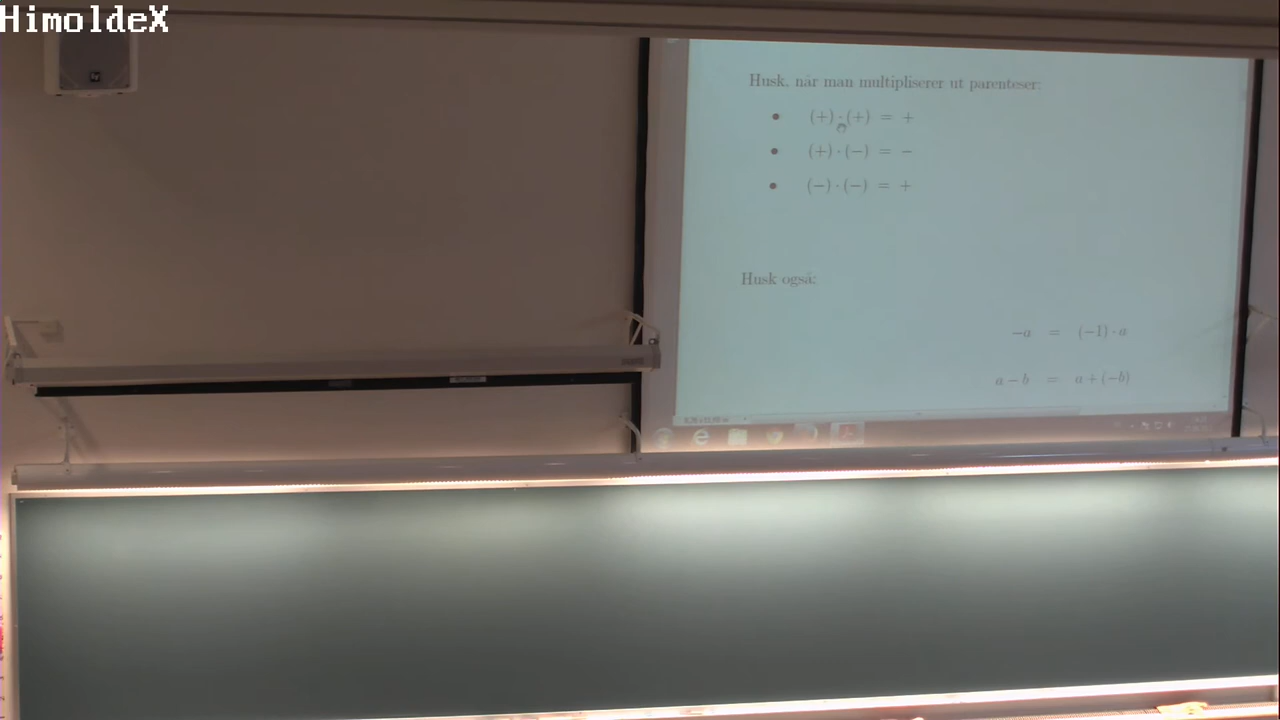 HimoldeX
Husk, når man multipliserer ut parenteser:
• (+)·(+) = +
• (+)·(−) = −
• (−)·(−) = +
Husk også:
−a = (−1)·a
a − b = a + (−b)